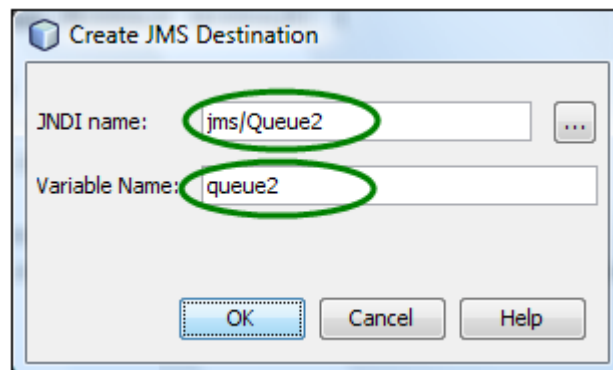 Create JMS Destination
JNDI name: jms/Queue2 ...
Variable Name: queue2
OK Cancel Help